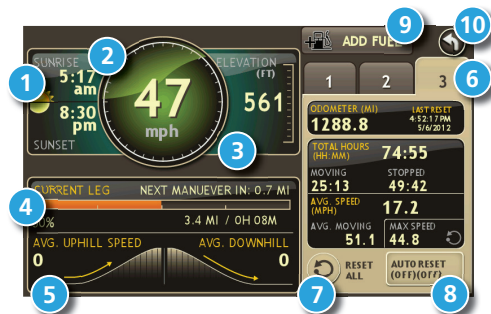 9
10
ADD FUEL
2
SUNRISE
ELEVATION
(FT)
1
5:17
am
47
mph
561
8:30
pm
SUNSET
3
1 2 3
6
ODOMETER (MI)
LAST RESET
1288.8
4:52:17 PM
5/6/2012
TOTAL HOURS
(HH:MM)
74:55
MOVING STOPPED
25:13 49:42
AVG. SPEED
(MPH)
17.2
AVG. MOVING
MAX SPEED
51.1 44.8
CURRENT LEG NEXT MANUEVER IN: 0.7 MI
4
3.4 MI / 0H 08M
AVG. UPHILL SPEED AVG. DOWNHILL
0 0
5
7
RESET
ALL
AUTO RESET
(OFF)(OFF)
8